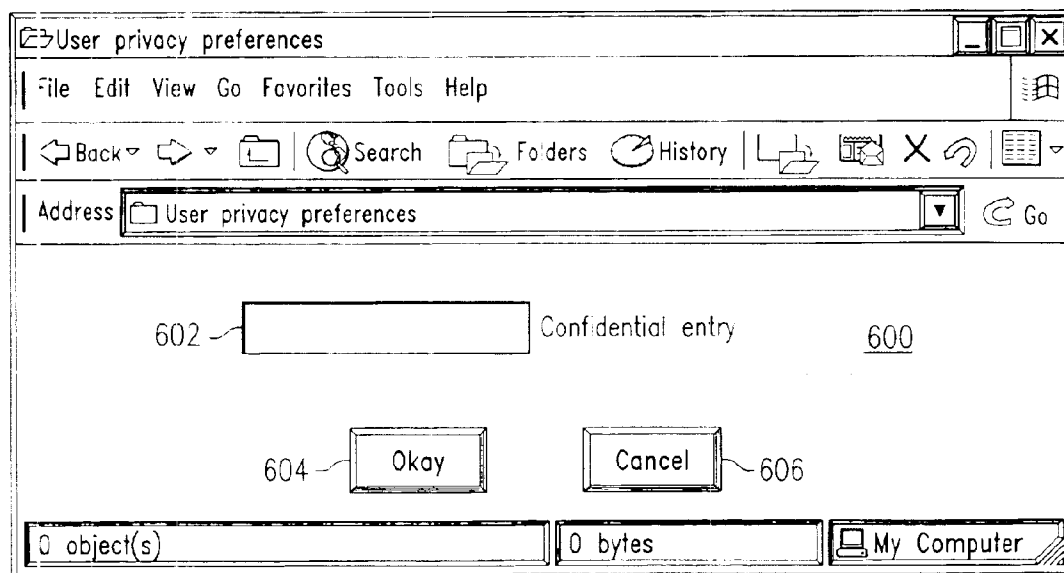 User privacy preferences
File Edit View Go Favorites Tools Help
Back Search Folders History
Address User privacy preferences Go
602 Confidential entry 600
604 Okay Cancel 606
0 object(s) 0 bytes My Computer